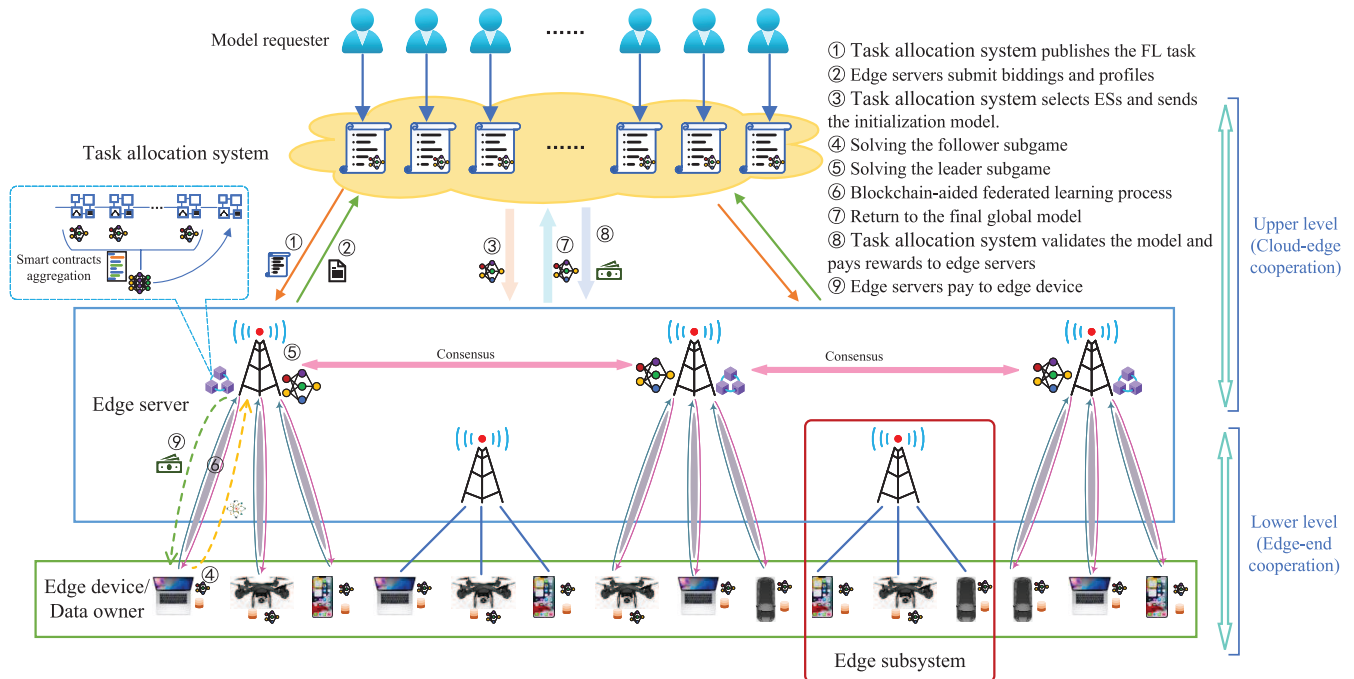 Model requester
······
① Task allocation system publishes the FL task
② Edge servers submit biddings and profiles
③ Task allocation system selects ESs and sends
the initialization model.
④ Solving the follower subgame
⑤ Solving the leader subgame
⑥ Blockchain-aided federated learning process
⑦ Return to the final global model
⑧ Task allocation system validates the model and
pays rewards to edge servers
⑨ Edge servers pay to edge device
Task allocation system
······
Upper level
(Cloud-edge
cooperation)
...
Smart contracts
aggregation
①
②
③
⑦
⑧
⑤
Consensus
Consensus
Edge server
⑨
⑥
Lower level
(Edge-end
cooperation)
④
Edge device/
Data owner
Edge subsystem